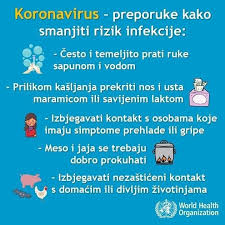 Koronavirus - preporuke kako
smanjiti rizik infekcije:
- Često i temeljito prati ruke
sapunom i vodom
- Prilikom kašljanja prekriti nos i usta
maramicom ili savijenim laktom
- Izbjegavati kontakt s osobama koje
imaju simptome prehlade ili gripe
- Meso i jaja se trebaju
dobro prokuhati
- Izbjegavati nezaštićeni kontakt
s domaćim ili divljim životinjama
World Health
Organization